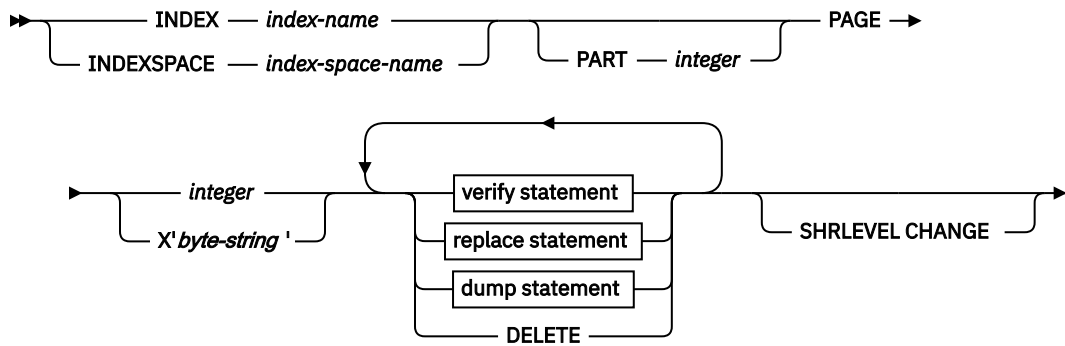 INDEX index-name PAGE
INDEXSPACE index-space-name PART integer
integer verify statement
X'byte-string ' replace statement SHRLEVEL CHANGE
dump statement
DELETE